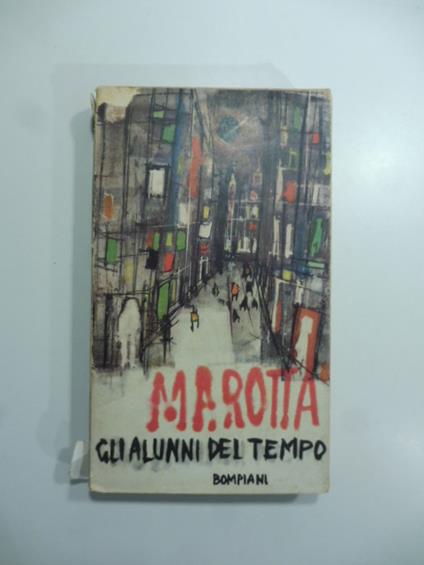 MAROTTA
GLI ALUNNI DEL TEMPO
BOMPIANI